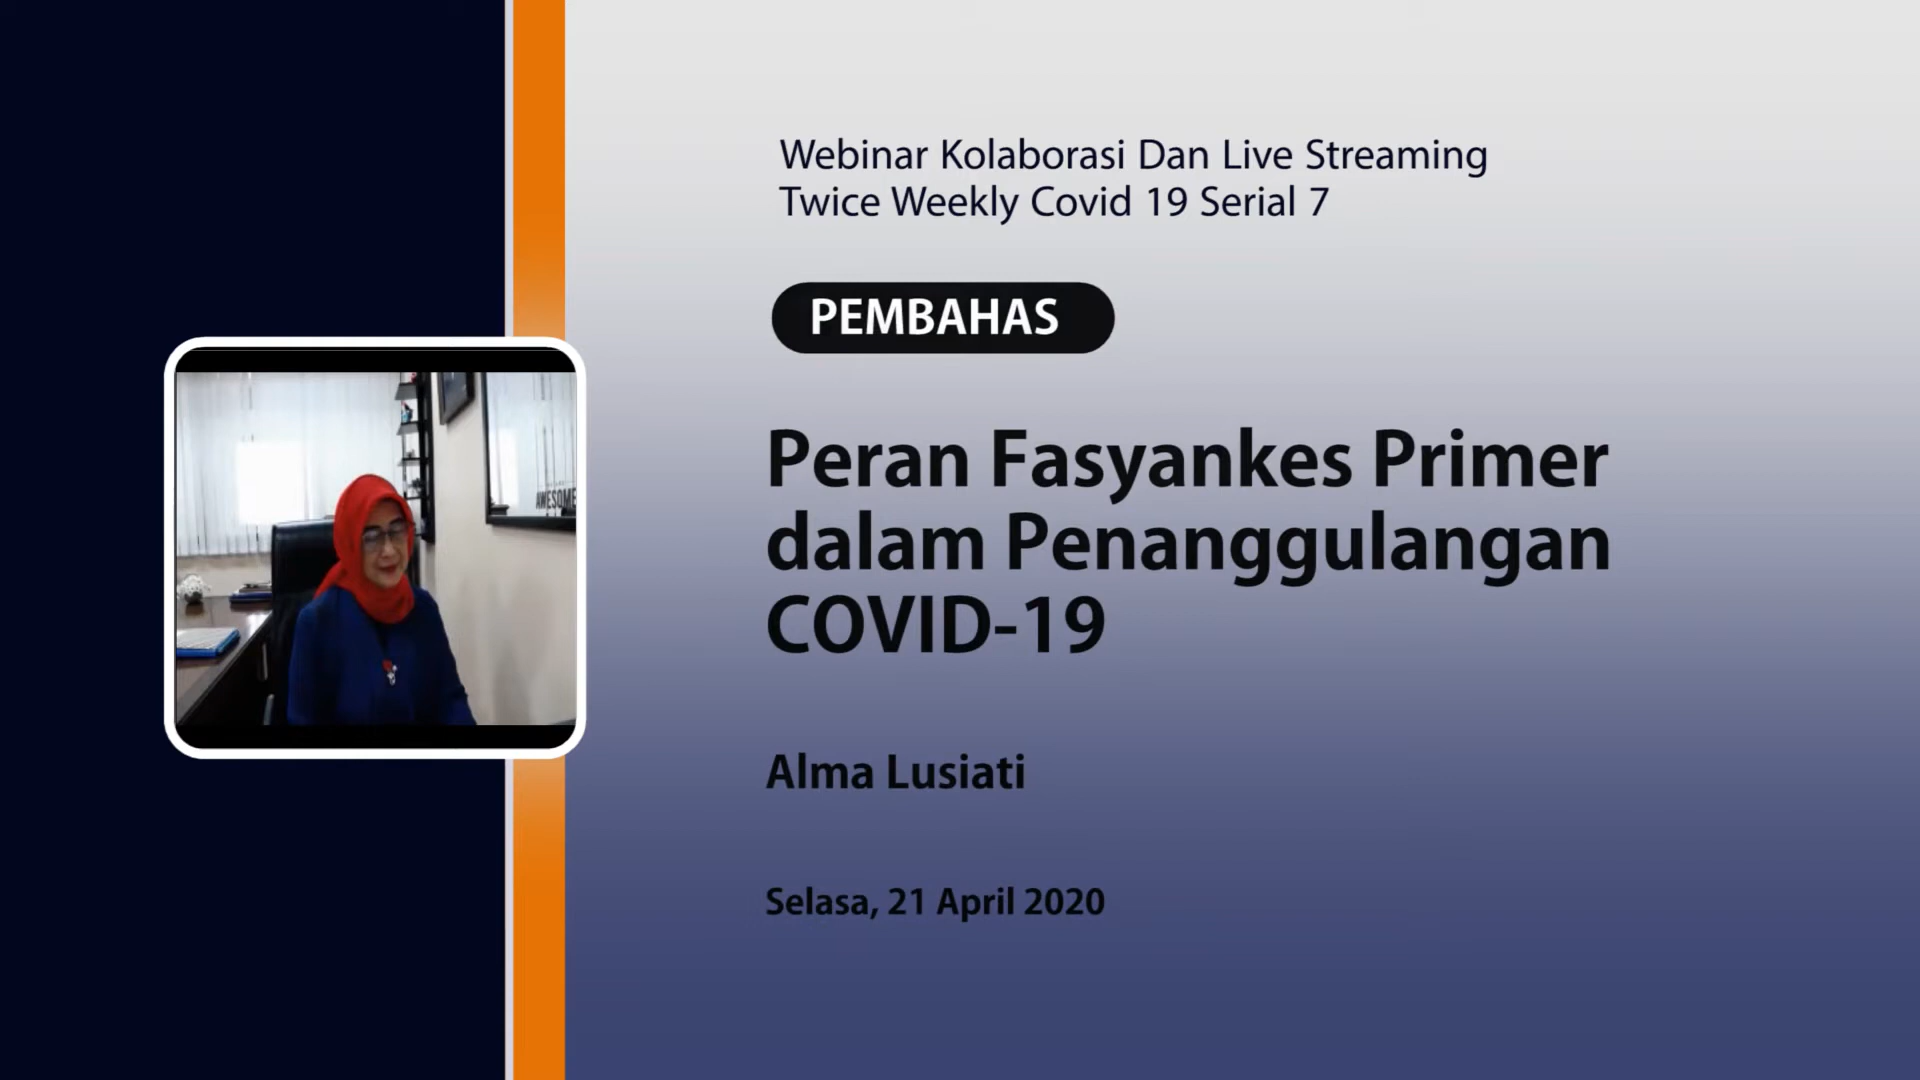 Webinar Kolaborasi Dan Live Streaming
Twice Weekly Covid 19 Serial 7
PEMBAHAS
Peran Fasyankes Primer
dalam Penanggulangan
COVID-19
AWESOME
Alma Lusiati
Selasa, 21 April 2020